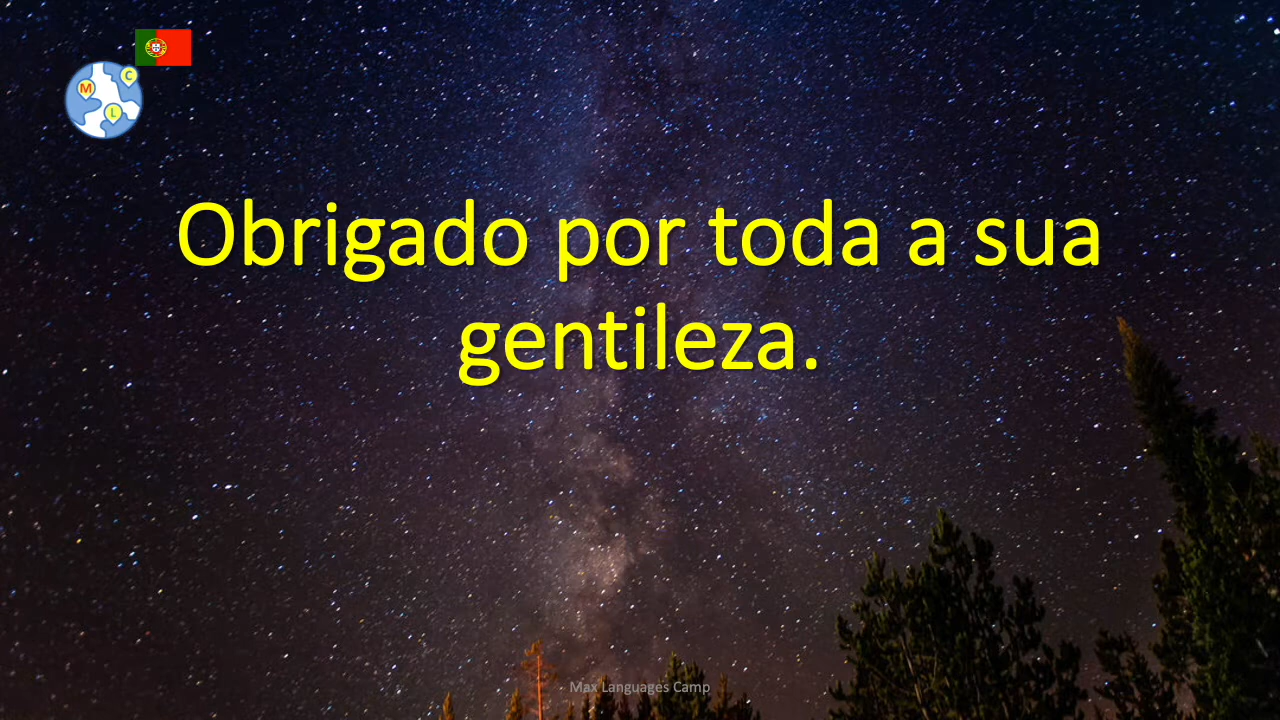 C
M
L
Obrigado por toda a sua
gentileza.
Max Languages Camp